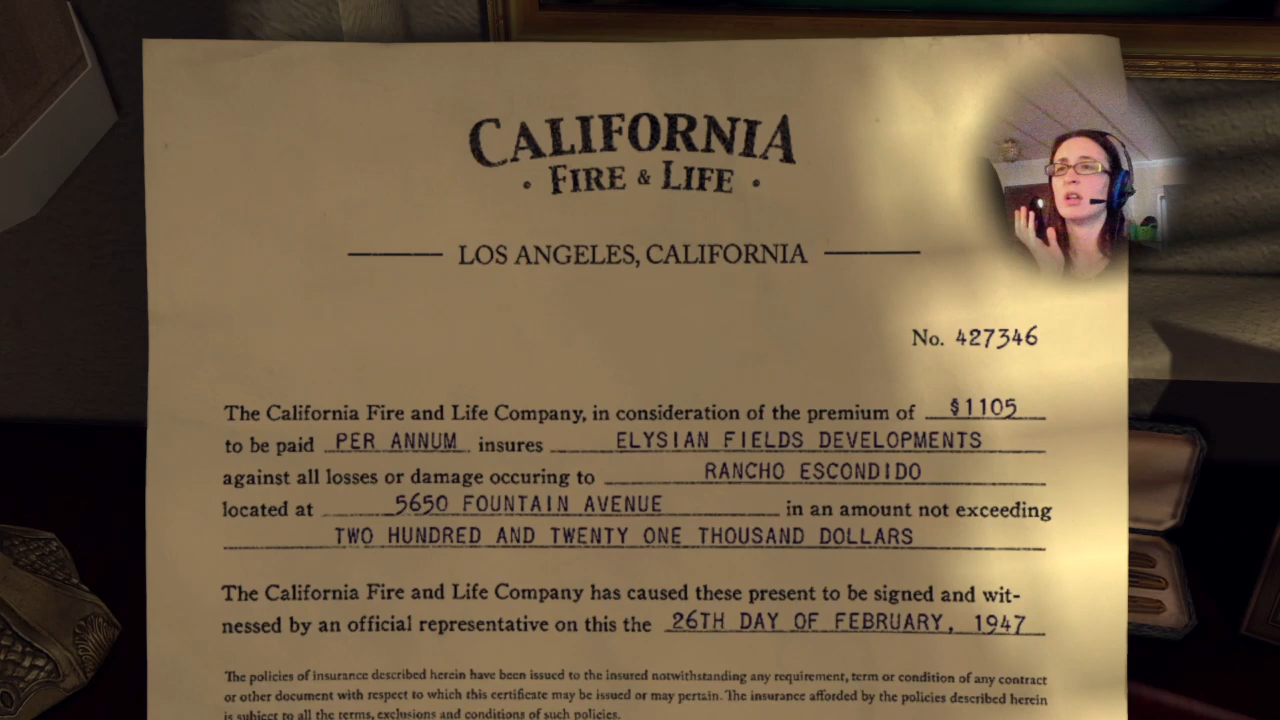 CALIFORNIA
· FIRE & LIFE ·
LOS ANGELES, CALIFORNIA
No. 427346
The California Fire and Life Company, in consideration of the premium of $1105
to be paid PER ANNUM insures ELYSIAN FIELDS DEVELOPMENTS
against all losses or damage occuring to RANCHO ESCONDIDO
located at 5650 FOUNTAIN AVENUE in an amount not exceeding
TWO HUNDRED AND TWENTY ONE THOUSAND DOLLARS
The California Fire and Life Company has caused these present to be signed and wit-
nessed by an official representative on this the 26TH DAY OF FEBRUARY, 1947
The policies of insurance described herein have been issued to the insured notwithstanding any requirement, term or condition of any contract
or other document with respect to which this certificate may be issued or may pertain. The insurance afforded by the policies described herein
is subject to all the terms, exclusions and conditions of such policies.